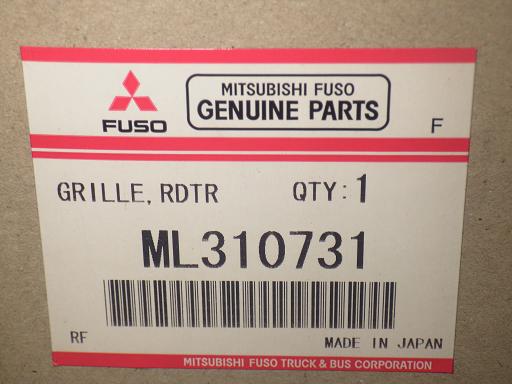 MITSUBISHI FUSO
GENUINE PARTS
FUSO
F
GRILLE, RDTR QTY: 1
ML310731
RF
MADE IN JAPAN
MITSUBISHI FUSO TRUCK & BUS CORPORATION